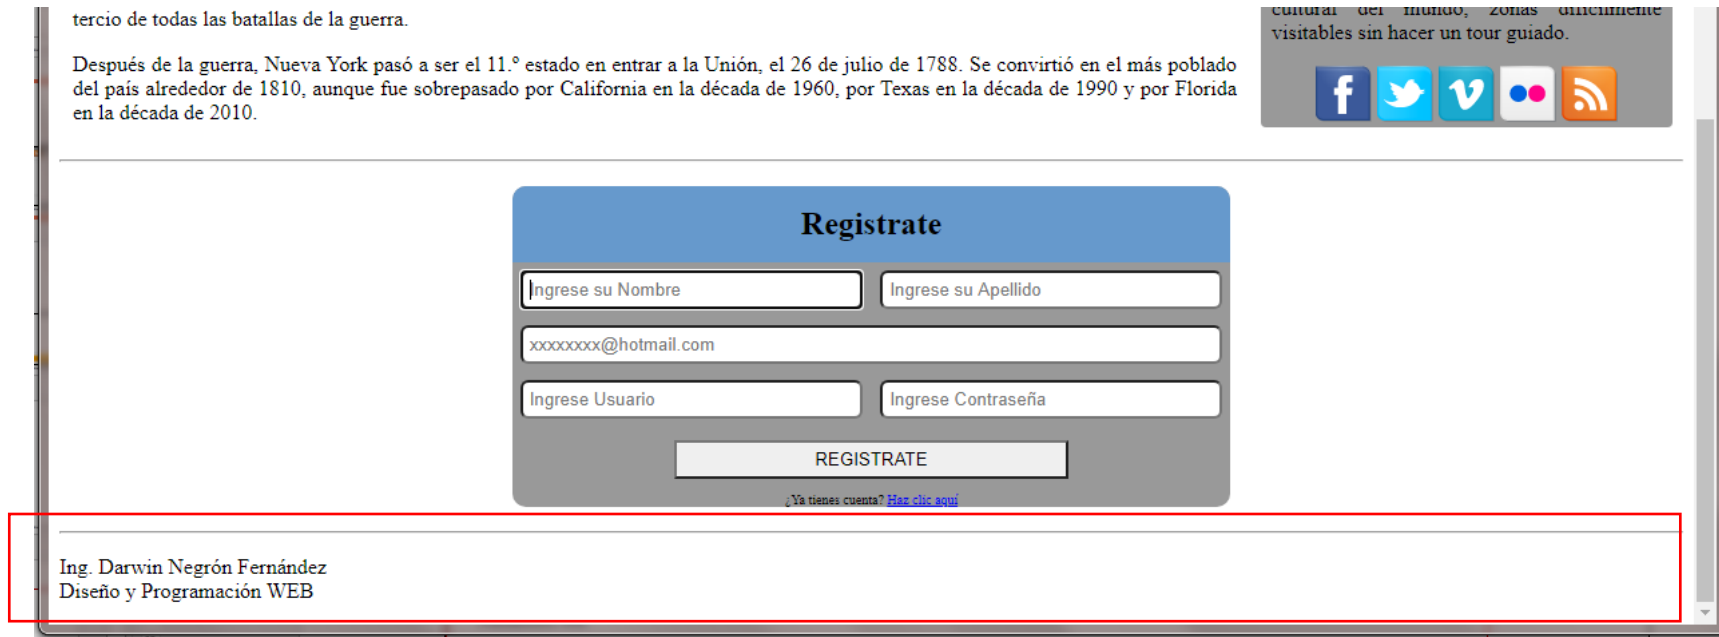 tercio de todas las batallas de la guerra.
Después de la guerra, Nueva York pasó a ser el 11.º estado en entrar a la Unión, el 26 de julio de 1788. Se convirtió en el más poblado
del país alrededor de 1810, aunque fue sobrepasado por California en la década de 1960, por Texas en la década de 1990 y por Florida
en la década de 2010.
cultural del mundo, zonas dificilmente
visitables sin hacer un tour guiado.
Registrate
Ingrese su Nombre
Ingrese su Apellido
xxxxxxxx@hotmail.com
Ingrese Usuario
Ingrese Contraseña
REGISTRATE
¿Ya tienes cuenta? Haz clic aquí
Ing. Darwin Negrón Fernández
Diseño y Programación WEB